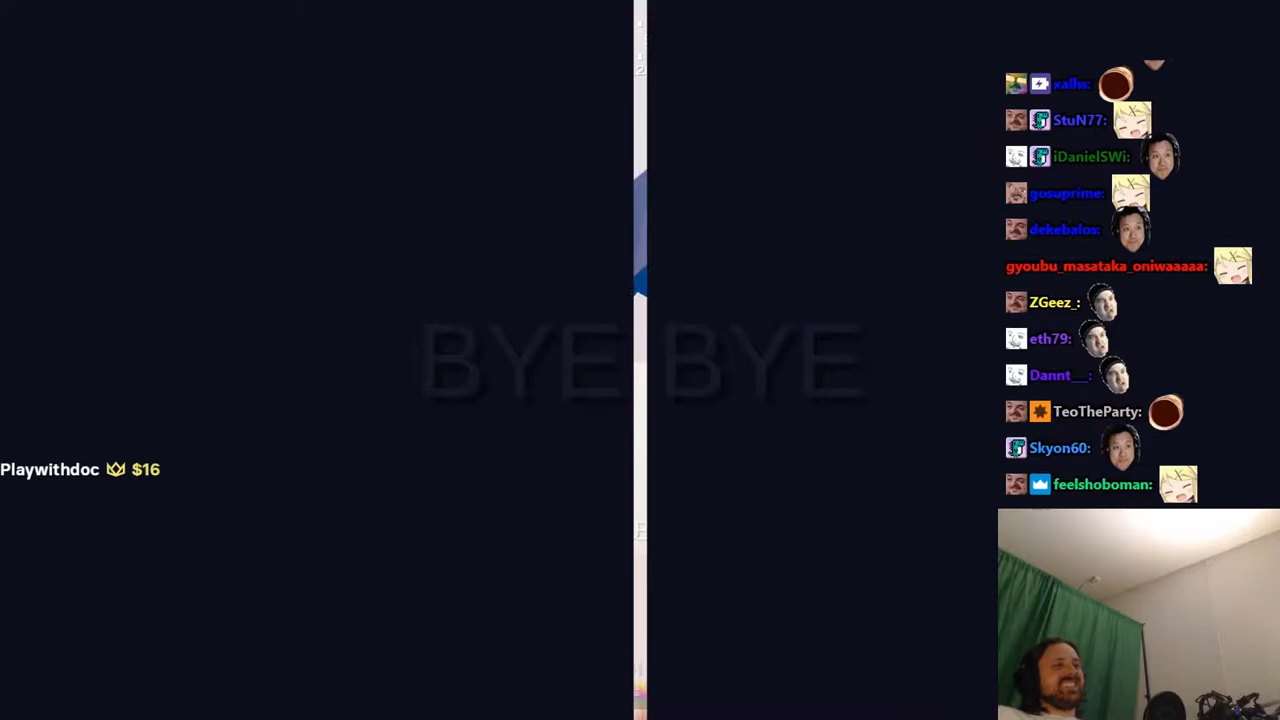 xalhs:
StuN77:
iDanielSWi:
gosuprime:
dekebalos:
gyoubu_masataka_oniwaaaaa:
ZGeez_:
eth79:
Dannt__:
TeoTheParty:
Skyon60:
feelshoboman:
BYE BYE
Playwithdoc $16